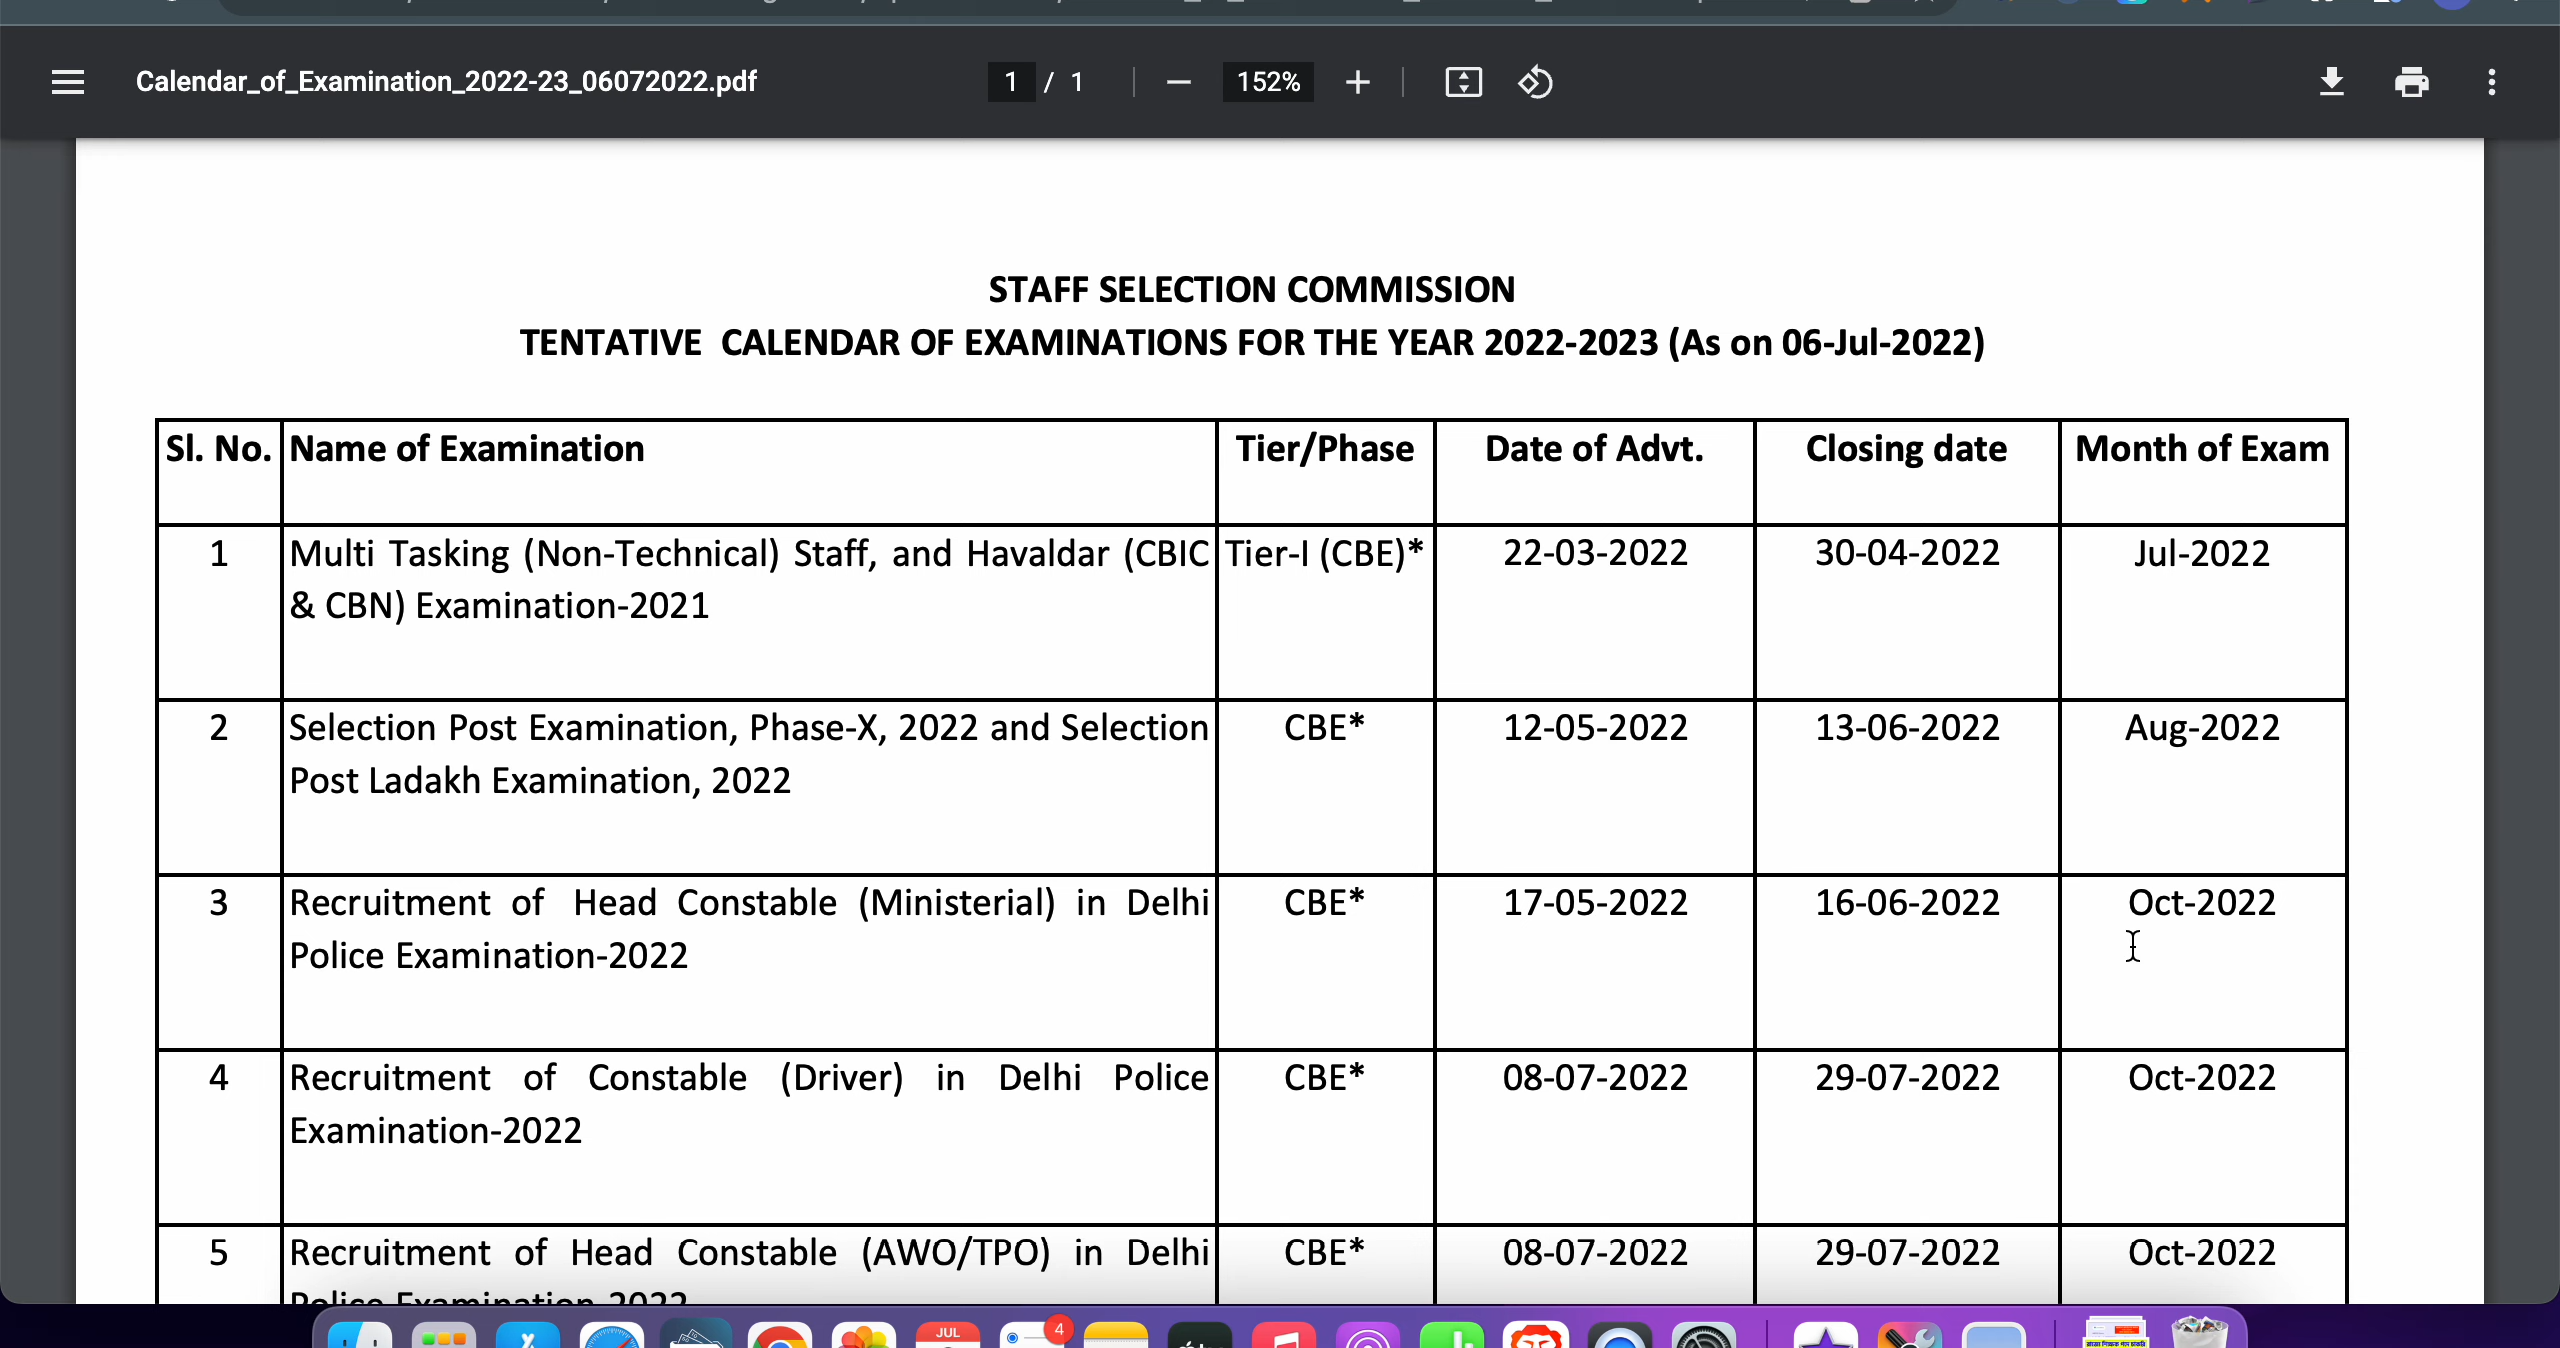 Calendar_of_Examination_2022-23_06072022.pdf
1 / 1
152%
STAFF SELECTION COMMISSION
TENTATIVE CALENDAR OF EXAMINATIONS FOR THE YEAR 2022-2023 (As on 06-Jul-2022)
Sl. No. Name of Examination Tier/Phase Date of Advt. Closing date Month of Exam
1 Multi Tasking (Non-Technical) Staff, and Havaldar (CBIC Tier-I (CBE)* 22-03-2022 30-04-2022 Jul-2022
& CBN) Examination-2021
2 Selection Post Examination, Phase-X, 2022 and Selection CBE* 12-05-2022 13-06-2022 Aug-2022
Post Ladakh Examination, 2022
3 Recruitment of Head Constable (Ministerial) in Delhi CBE* 17-05-2022 16-06-2022 Oct-2022
Police Examination-2022
4 Recruitment of Constable (Driver) in Delhi Police CBE* 08-07-2022 29-07-2022 Oct-2022
Examination-2022
5 Recruitment of Head Constable (AWO/TPO) in Delhi CBE* 08-07-2022 29-07-2022 Oct-2022
Police Examination-2022
JUL
4